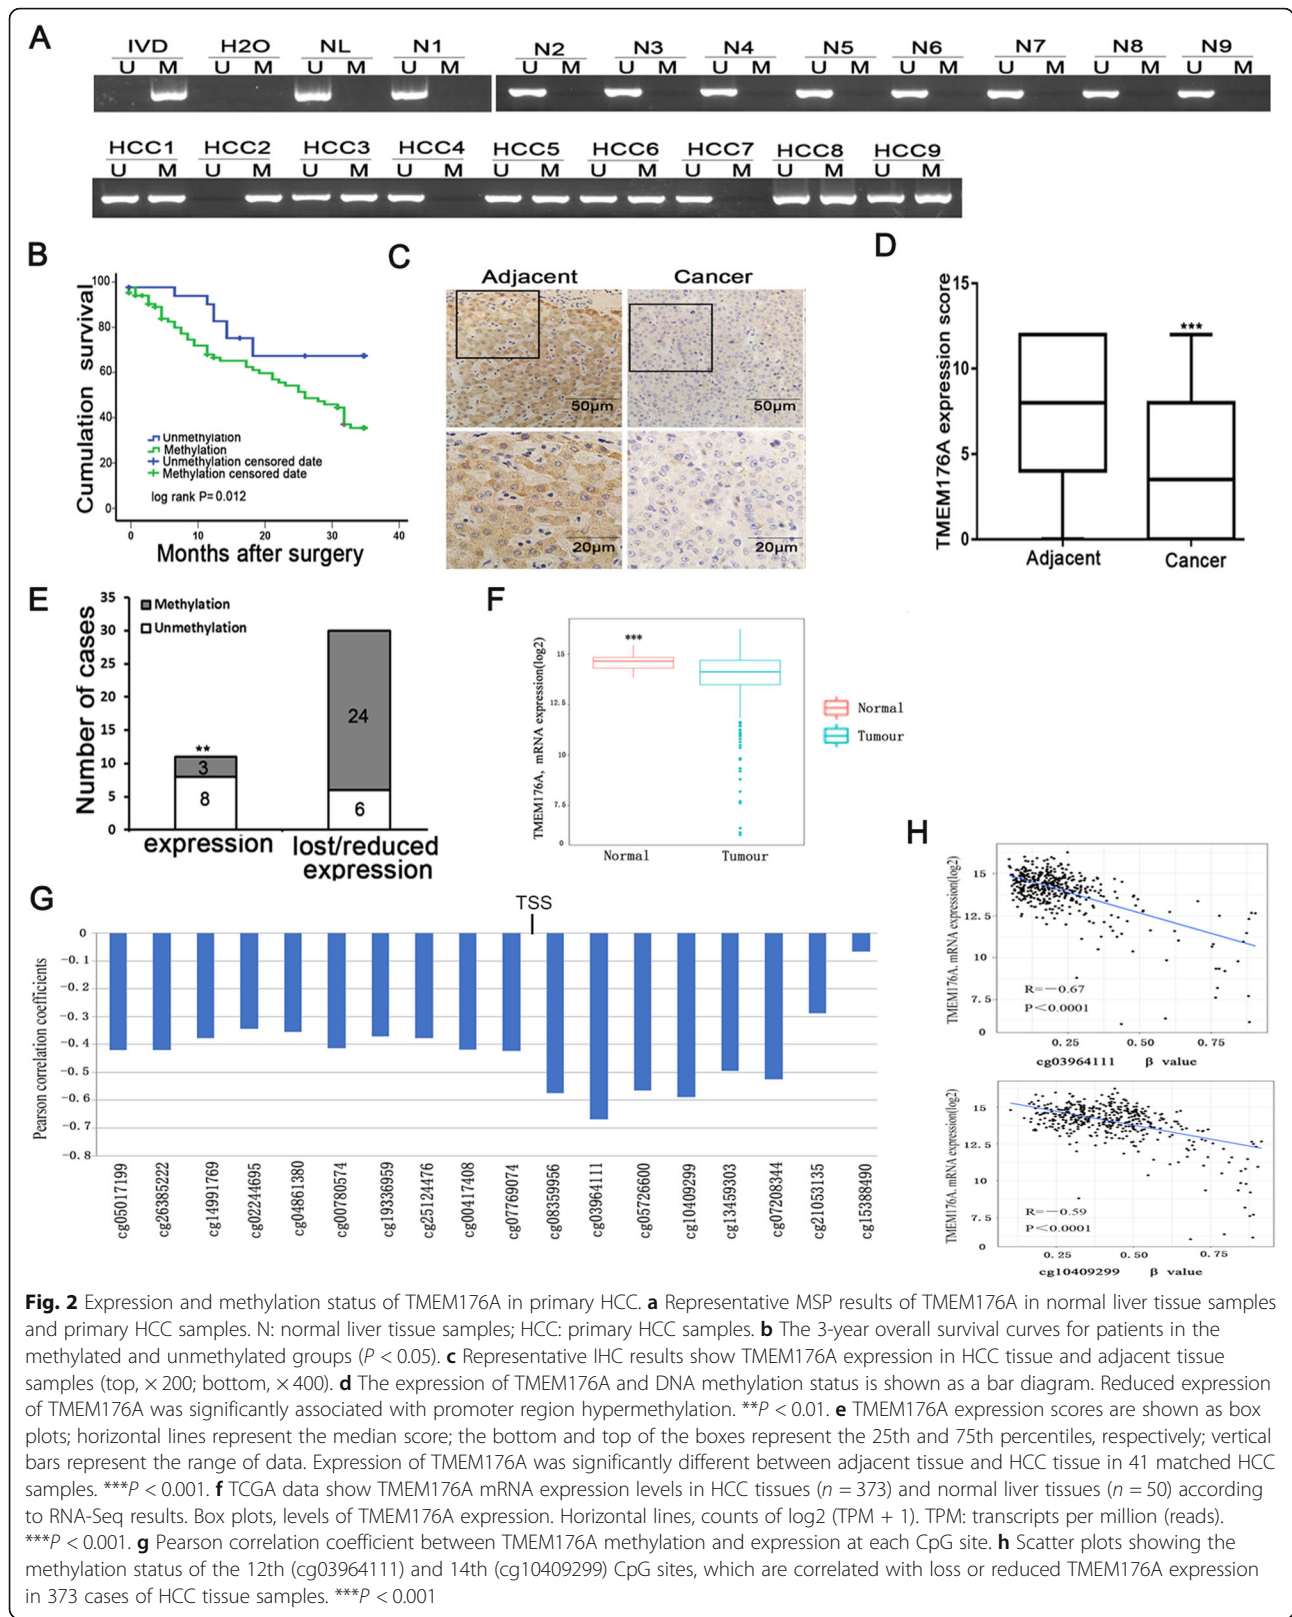 A
IVD H2O NL N1 N2 N3 N4 N5 N6 N7 N8 N9
U M U M U M U M U M U M U M U M U M U M U M U M
HCC1 HCC2 HCC3 HCC4 HCC5 HCC6 HCC7 HCC8 HCC9
U M U M U M U M U M U M U M U M U M
B
Cumulation survival
100
80
60
40
20
0
Unmethylation
Methylation
Unmethylation censored date
Methylation censored date
log rank P=0.012
0 10 20 30 40
Months after surgery
C
Adjacent Cancer
50μm 50μm
20μm 20μm
D
TMEM176A expression score
15
10
5
0
***
Adjacent Cancer
E
Number of cases
35
30
25
20
15
10
5
0
Methylation
Unmethylation
**
3
8
24
6
expression lost/reduced
expression
F
TMEM176A, mRNA expression(log2)
15
12.5
10
7.5
0
***
Normal Tumour
Normal
Tumour
G
TSS
Pearson correlation coefficients
0
-0.1
-0.2
-0.3
-0.4
-0.5
-0.6
-0.7
-0.8
cg05017199
cg26385222
cg14991769
cg02244695
cg04861380
cg00780574
cg19936959
cg25124476
cg00417408
cg07769074
cg08359956
cg03964111
cg05726600
cg10409299
cg13459303
cg07208344
cg21053135
cg15388490
H
TMEM176A. mRNA expression(log2)
15
12.5
10
7.5
0
R=-0.67
P<0.0001
0.25 0.50 0.75
cg03964111 β value
TMEM176A. mRNA expression(log2)
15
12.5
10
7.5
0
R=-0.59
P<0.0001
0.25 0.50 0.75
cg10409299 β value
Fig. 2 Expression and methylation status of TMEM176A in primary HCC. a Representative MSP results of TMEM176A in normal liver tissue samples
and primary HCC samples. N: normal liver tissue samples; HCC: primary HCC samples. b The 3-year overall survival curves for patients in the
methylated and unmethylated groups (P < 0.05). c Representative IHC results show TMEM176A expression in HCC tissue and adjacent tissue
samples (top, × 200; bottom, × 400). d The expression of TMEM176A and DNA methylation status is shown as a bar diagram. Reduced expression
of TMEM176A was significantly associated with promoter region hypermethylation. **P < 0.01. e TMEM176A expression scores are shown as box
plots; horizontal lines represent the median score; the bottom and top of the boxes represent the 25th and 75th percentiles, respectively; vertical
bars represent the range of data. Expression of TMEM176A was significantly different between adjacent tissue and HCC tissue in 41 matched HCC
samples. ***P < 0.001. f TCGA data show TMEM176A mRNA expression levels in HCC tissues (n = 373) and normal liver tissues (n = 50) according
to RNA-Seq results. Box plots, levels of TMEM176A expression. Horizontal lines, counts of log2 (TPM + 1). TPM: transcripts per million (reads).
***P < 0.001. g Pearson correlation coefficient between TMEM176A methylation and expression at each CpG site. h Scatter plots showing the
methylation status of the 12th (cg03964111) and 14th (cg10409299) CpG sites, which are correlated with loss or reduced TMEM176A expression
in 373 cases of HCC tissue samples. ***P < 0.001